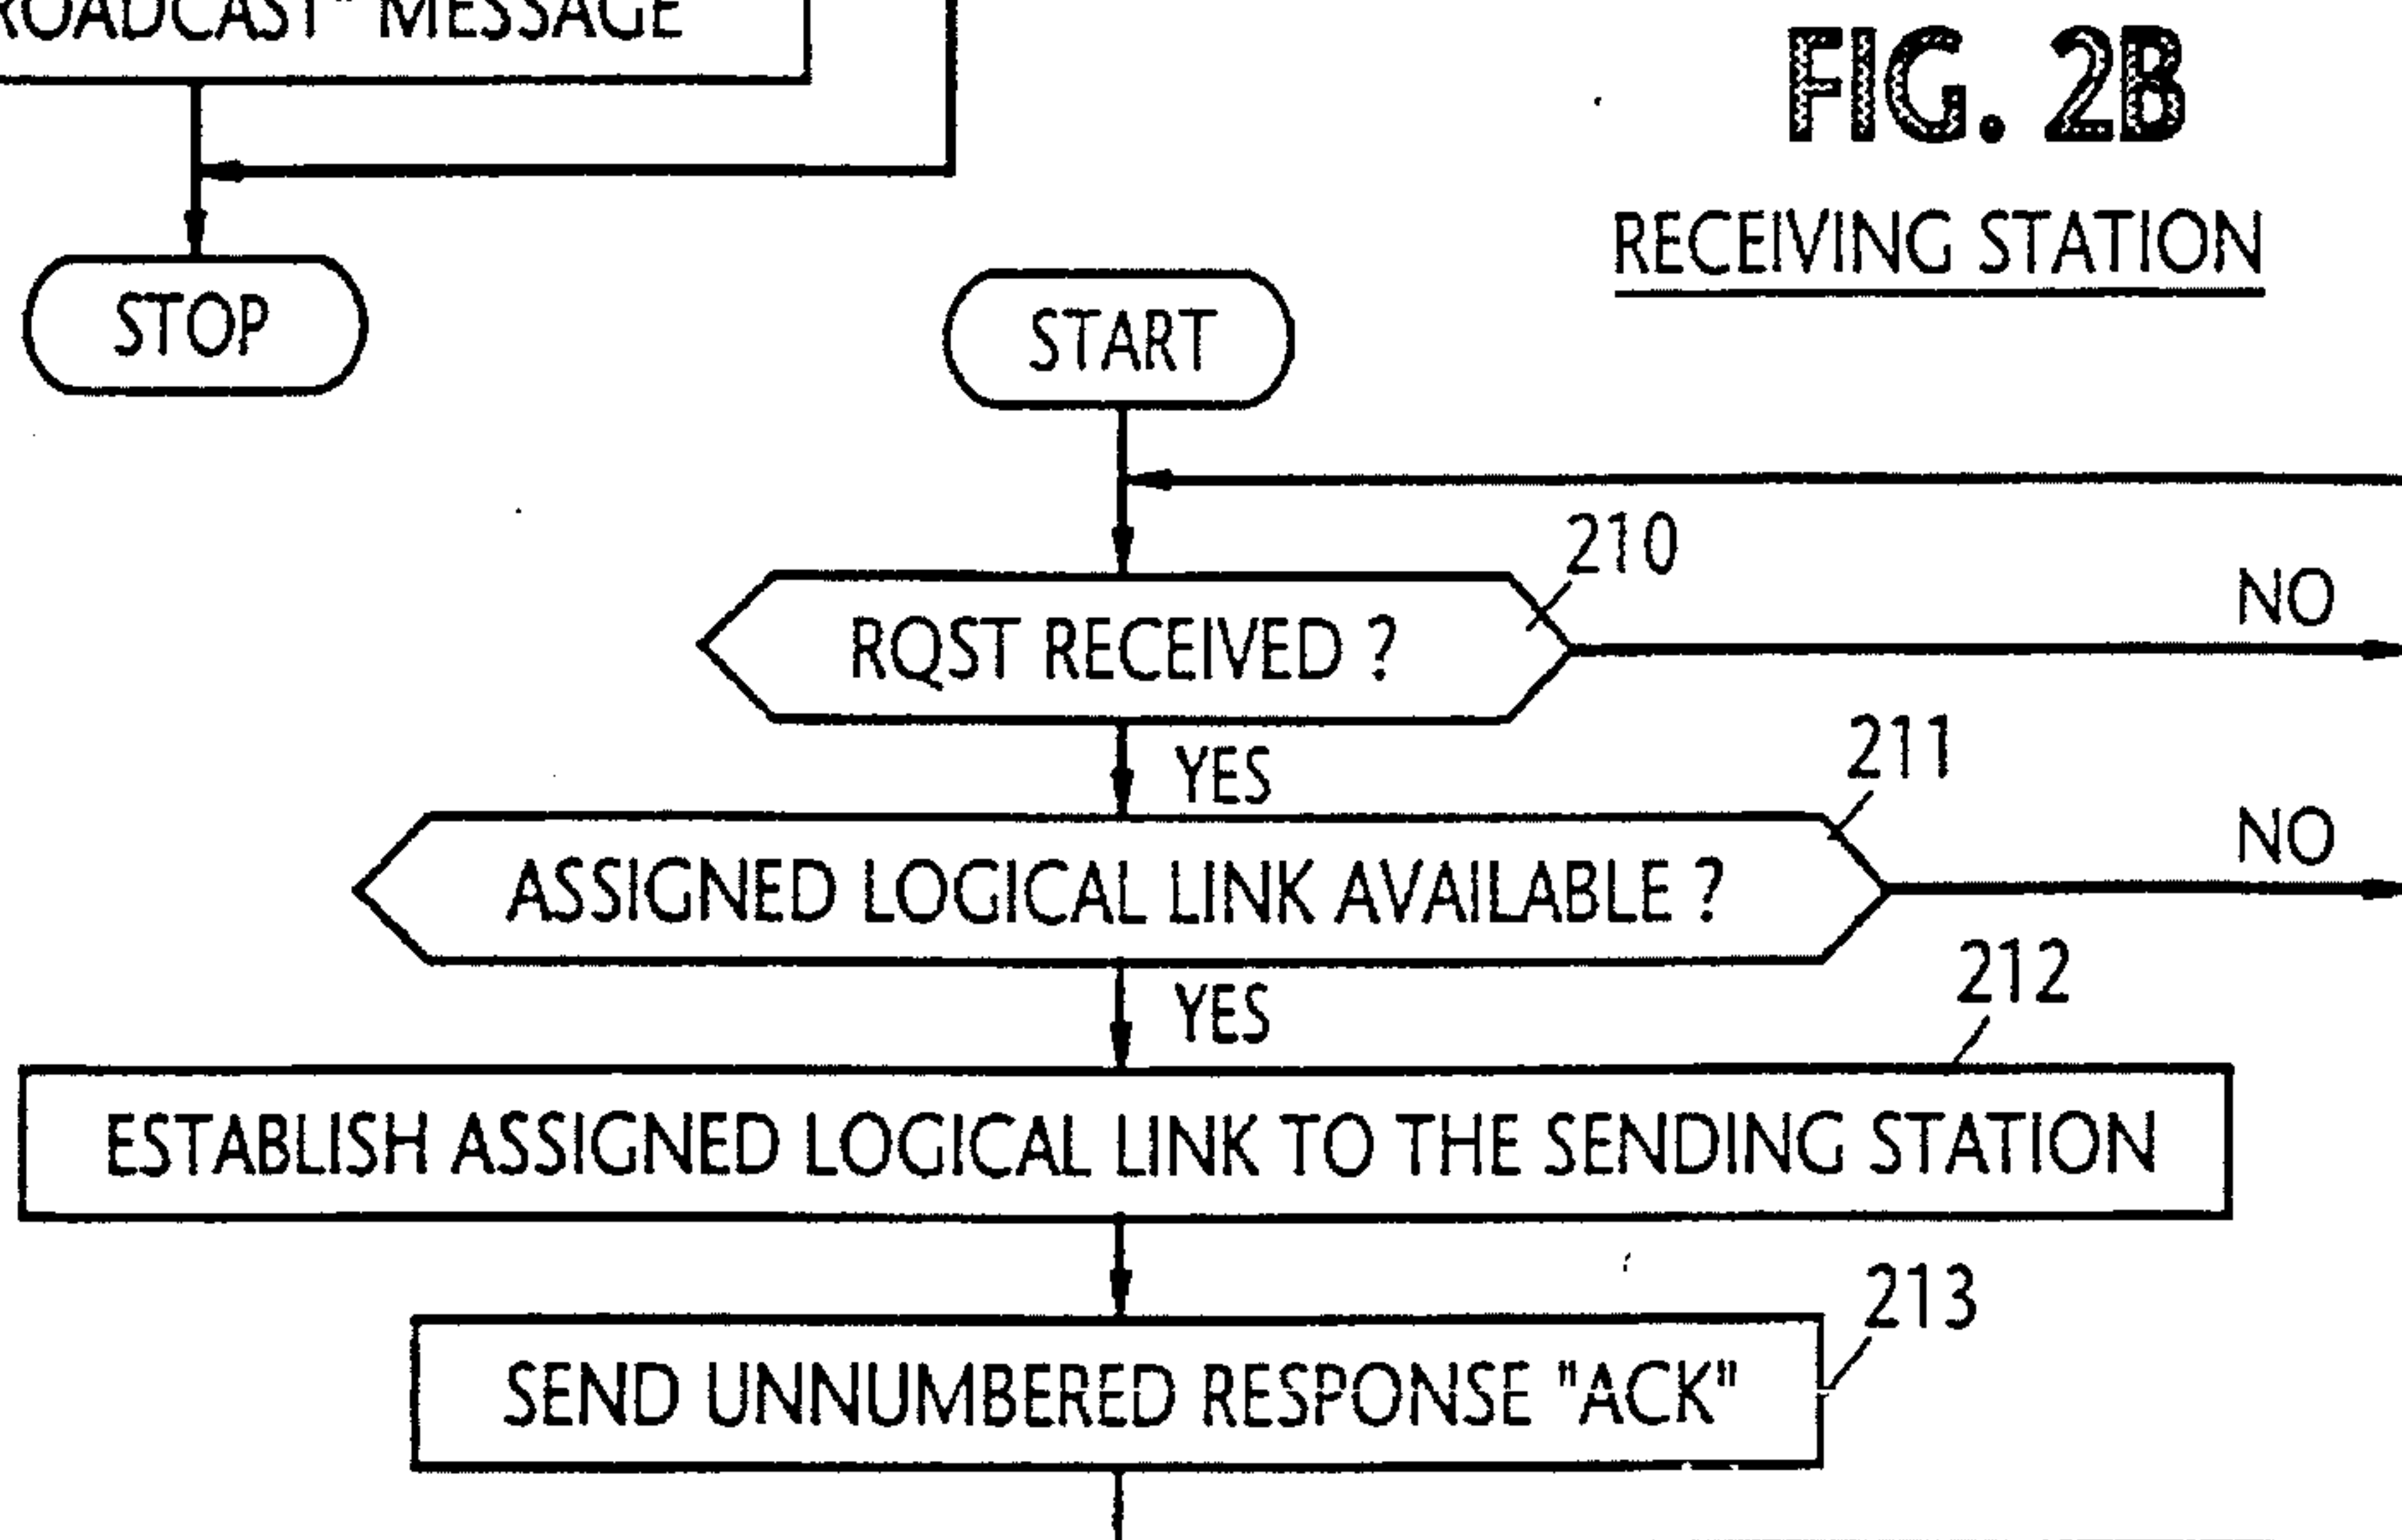 MESSAGE
FIG. 2B
RECEIVING STATION
STOP
START
210
RQST RECEIVED ?
NO
YES
211
ASSIGNED LOGICAL LINK AVAILABLE ?
NO
YES
212
ESTABLISH ASSIGNED LOGICAL LINK TO THE SENDING STATION
213
SEND UNNUMBERED RESPONSE "ACK"